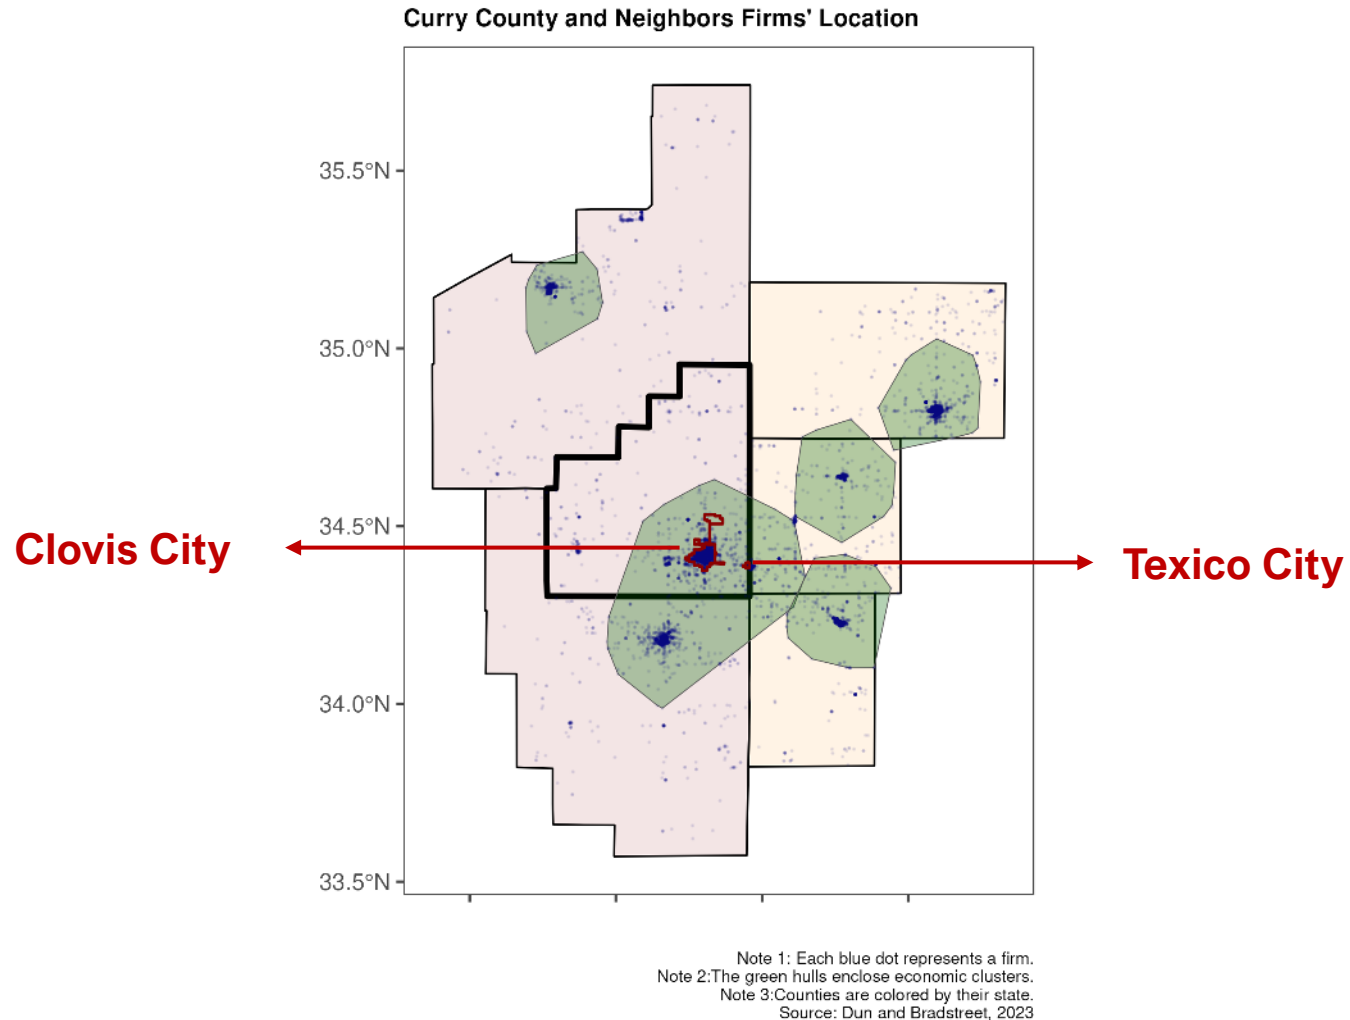 Curry County and Neighbors Firms' Location
35.5°N
35.0°N
34.5°N
Clovis City
Texico City
34.0°N
33.5°N
Note 1: Each blue dot represents a firm.
Note 2:The green hulls enclose economic clusters.
Note 3:Counties are colored by their state.
Source: Dun and Bradstreet, 2023